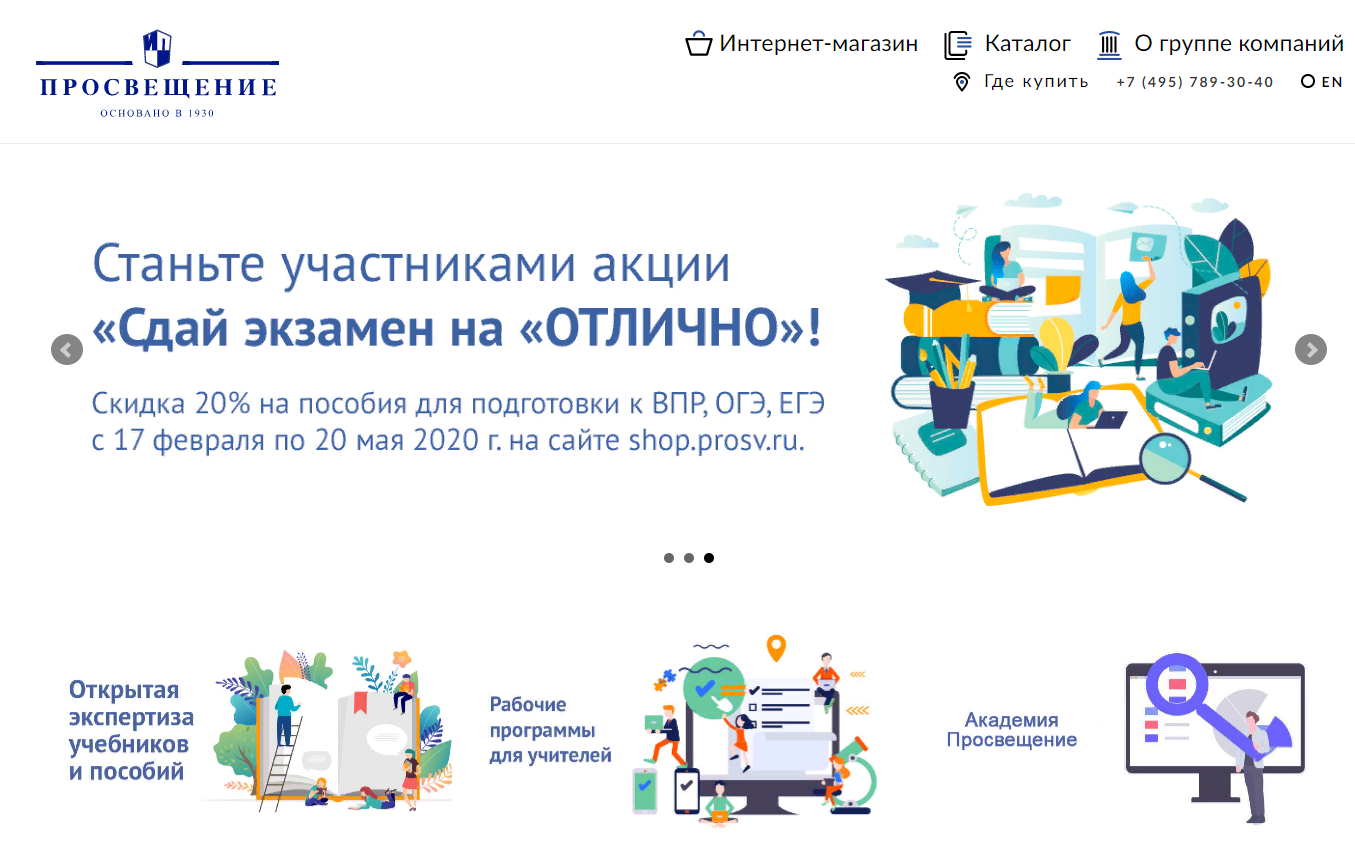 ИП
ПРОСВЕЩЕНИЕ
ОСНОВАНО В 1930
Интернет-магазин
Каталог
О группе компаний
Где купить
+7 (495) 789-30-40
EN
Станьте участниками акции
«Сдай экзамен на «ОТЛИЧНО»!
Скидка 20% на пособия для подготовки к ВПР, ОГЭ, ЕГЭ
с 17 февраля по 20 мая 2020 г. на сайте shop.prosv.ru.
Открытая
экспертиза
учебников
и пособий
Рабочие
программы
для учителей
Академия
Просвещение